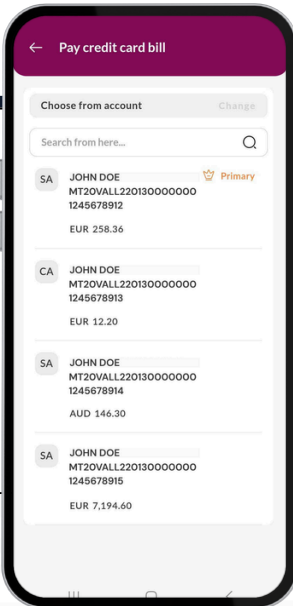 ← Pay credit card bill
Choose from account Change
Search from here...
SA JOHN DOE Primary
MT20VALL220130000000
1245678912
EUR 258.36
CA JOHN DOE
MT20VALL220130000000
1245678913
EUR 12.20
SA JOHN DOE
MT20VALL220130000000
1245678914
AUD 146.30
SA JOHN DOE
MT20VALL220130000000
1245678915
EUR 7,194.60